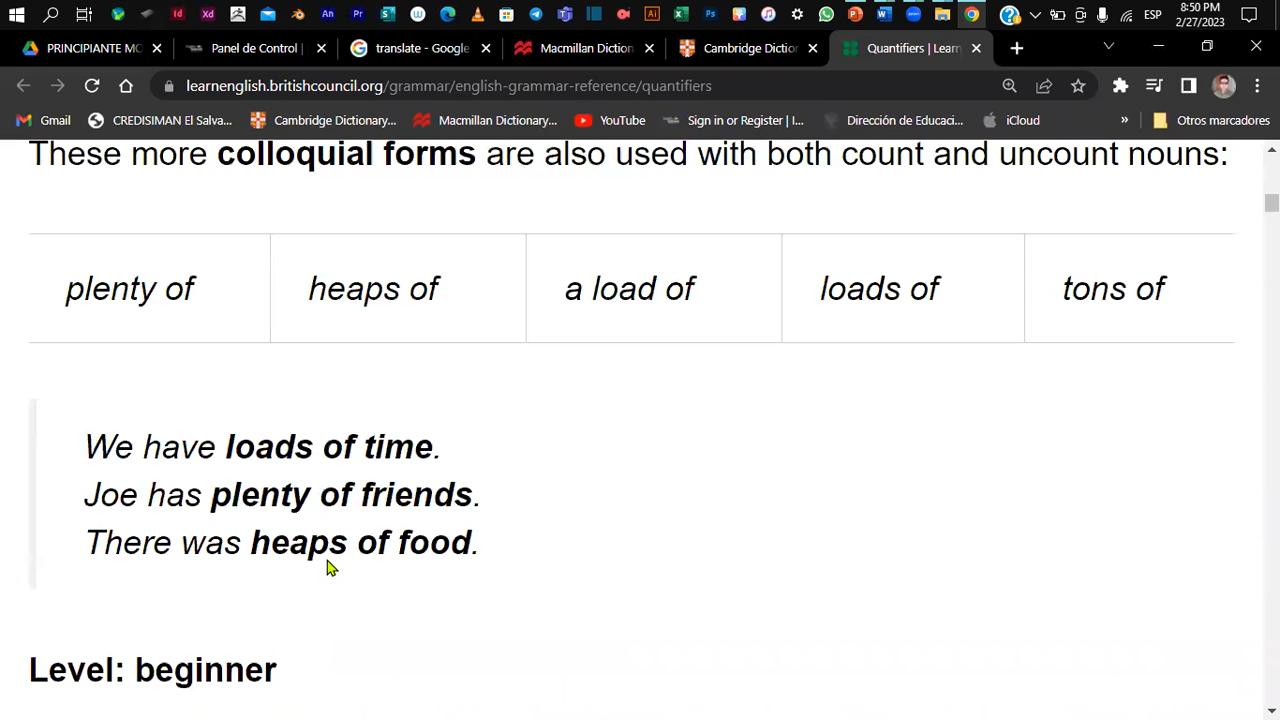 ESP
8:50 PM
2/27/2023
PRINCIPIANTE MO
Panel de Control |
translate - Google
Macmillan Diction
Cambridge Dictio
Quantifiers | Learn
learnenglish.britishcouncil.org/grammar/english-grammar-reference/quantifiers
Gmail
CREDISIMAN El Salva...
Cambridge Dictionary...
Macmillan Dictionary...
YouTube
Sign in or Register | I...
Dirección de Educaci...
iCloud
»
Otros marcadores
These more colloquial forms are also used with both count and uncount nouns:
plenty of
heaps of
a load of
loads of
tons of
We have loads of time.
Joe has plenty of friends.
There was heaps of food.
Level: beginner